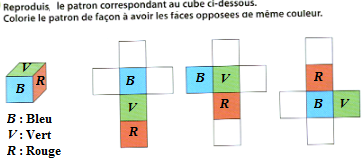 Reproduis, le patron correspondant au cube ci-dessous.
Colorie le patron de façon à avoir les faces opposées de même couleur.
V
B R
B
V
R
B V
R
R
B V
B : Bleu
V : Vert
R : Rouge